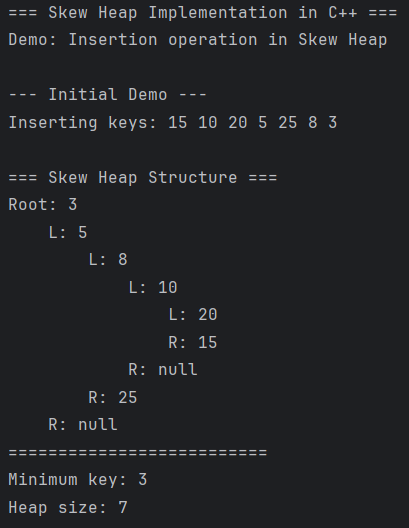 === Skew Heap Implementation in C++ ===
Demo: Insertion operation in Skew Heap

--- Initial Demo ---
Inserting keys: 15 10 20 5 25 8 3

=== Skew Heap Structure ===
Root: 3
    L: 5
        L: 8
            L: 10
                L: 20
                R: 15
            R: null
        R: 25
    R: null
==========================
Minimum key: 3
Heap size: 7